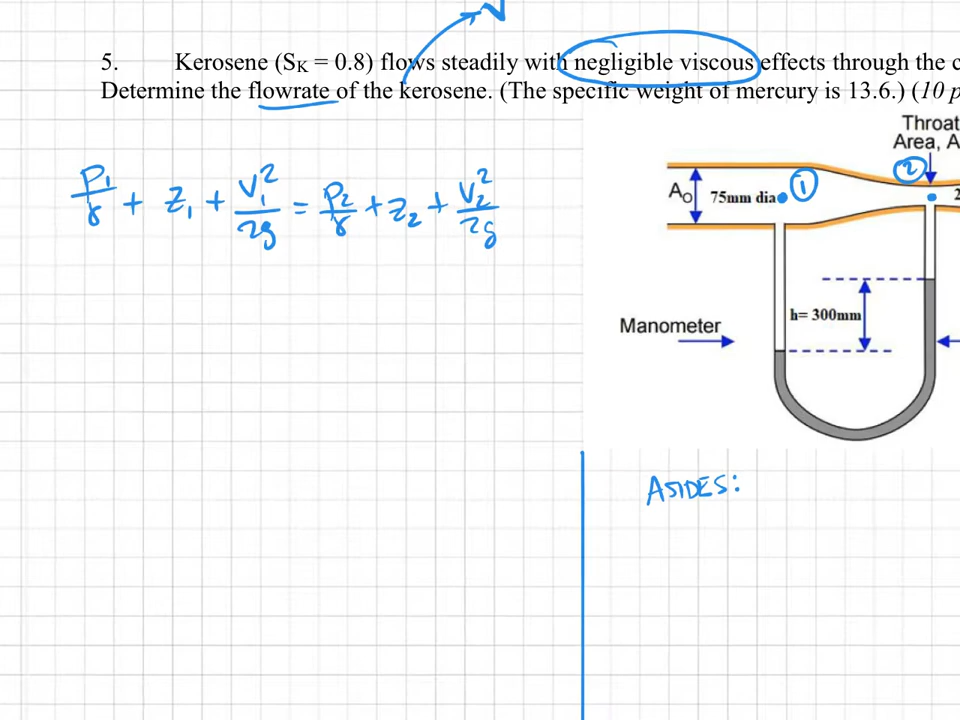 5. Kerosene (SK = 0.8) flows steadily with negligible viscous effects through the c
Determine the flowrate of the kerosene. (The specific weight of mercury is 13.6.) (10 p
Throat
Area, A
②
A₀ 75mm dia ① 2
P₁/γ + z₁ + V₁²/2g = P₂/γ + z₂ + V₂²/2g
h= 300mm
Manometer
ASIDES: